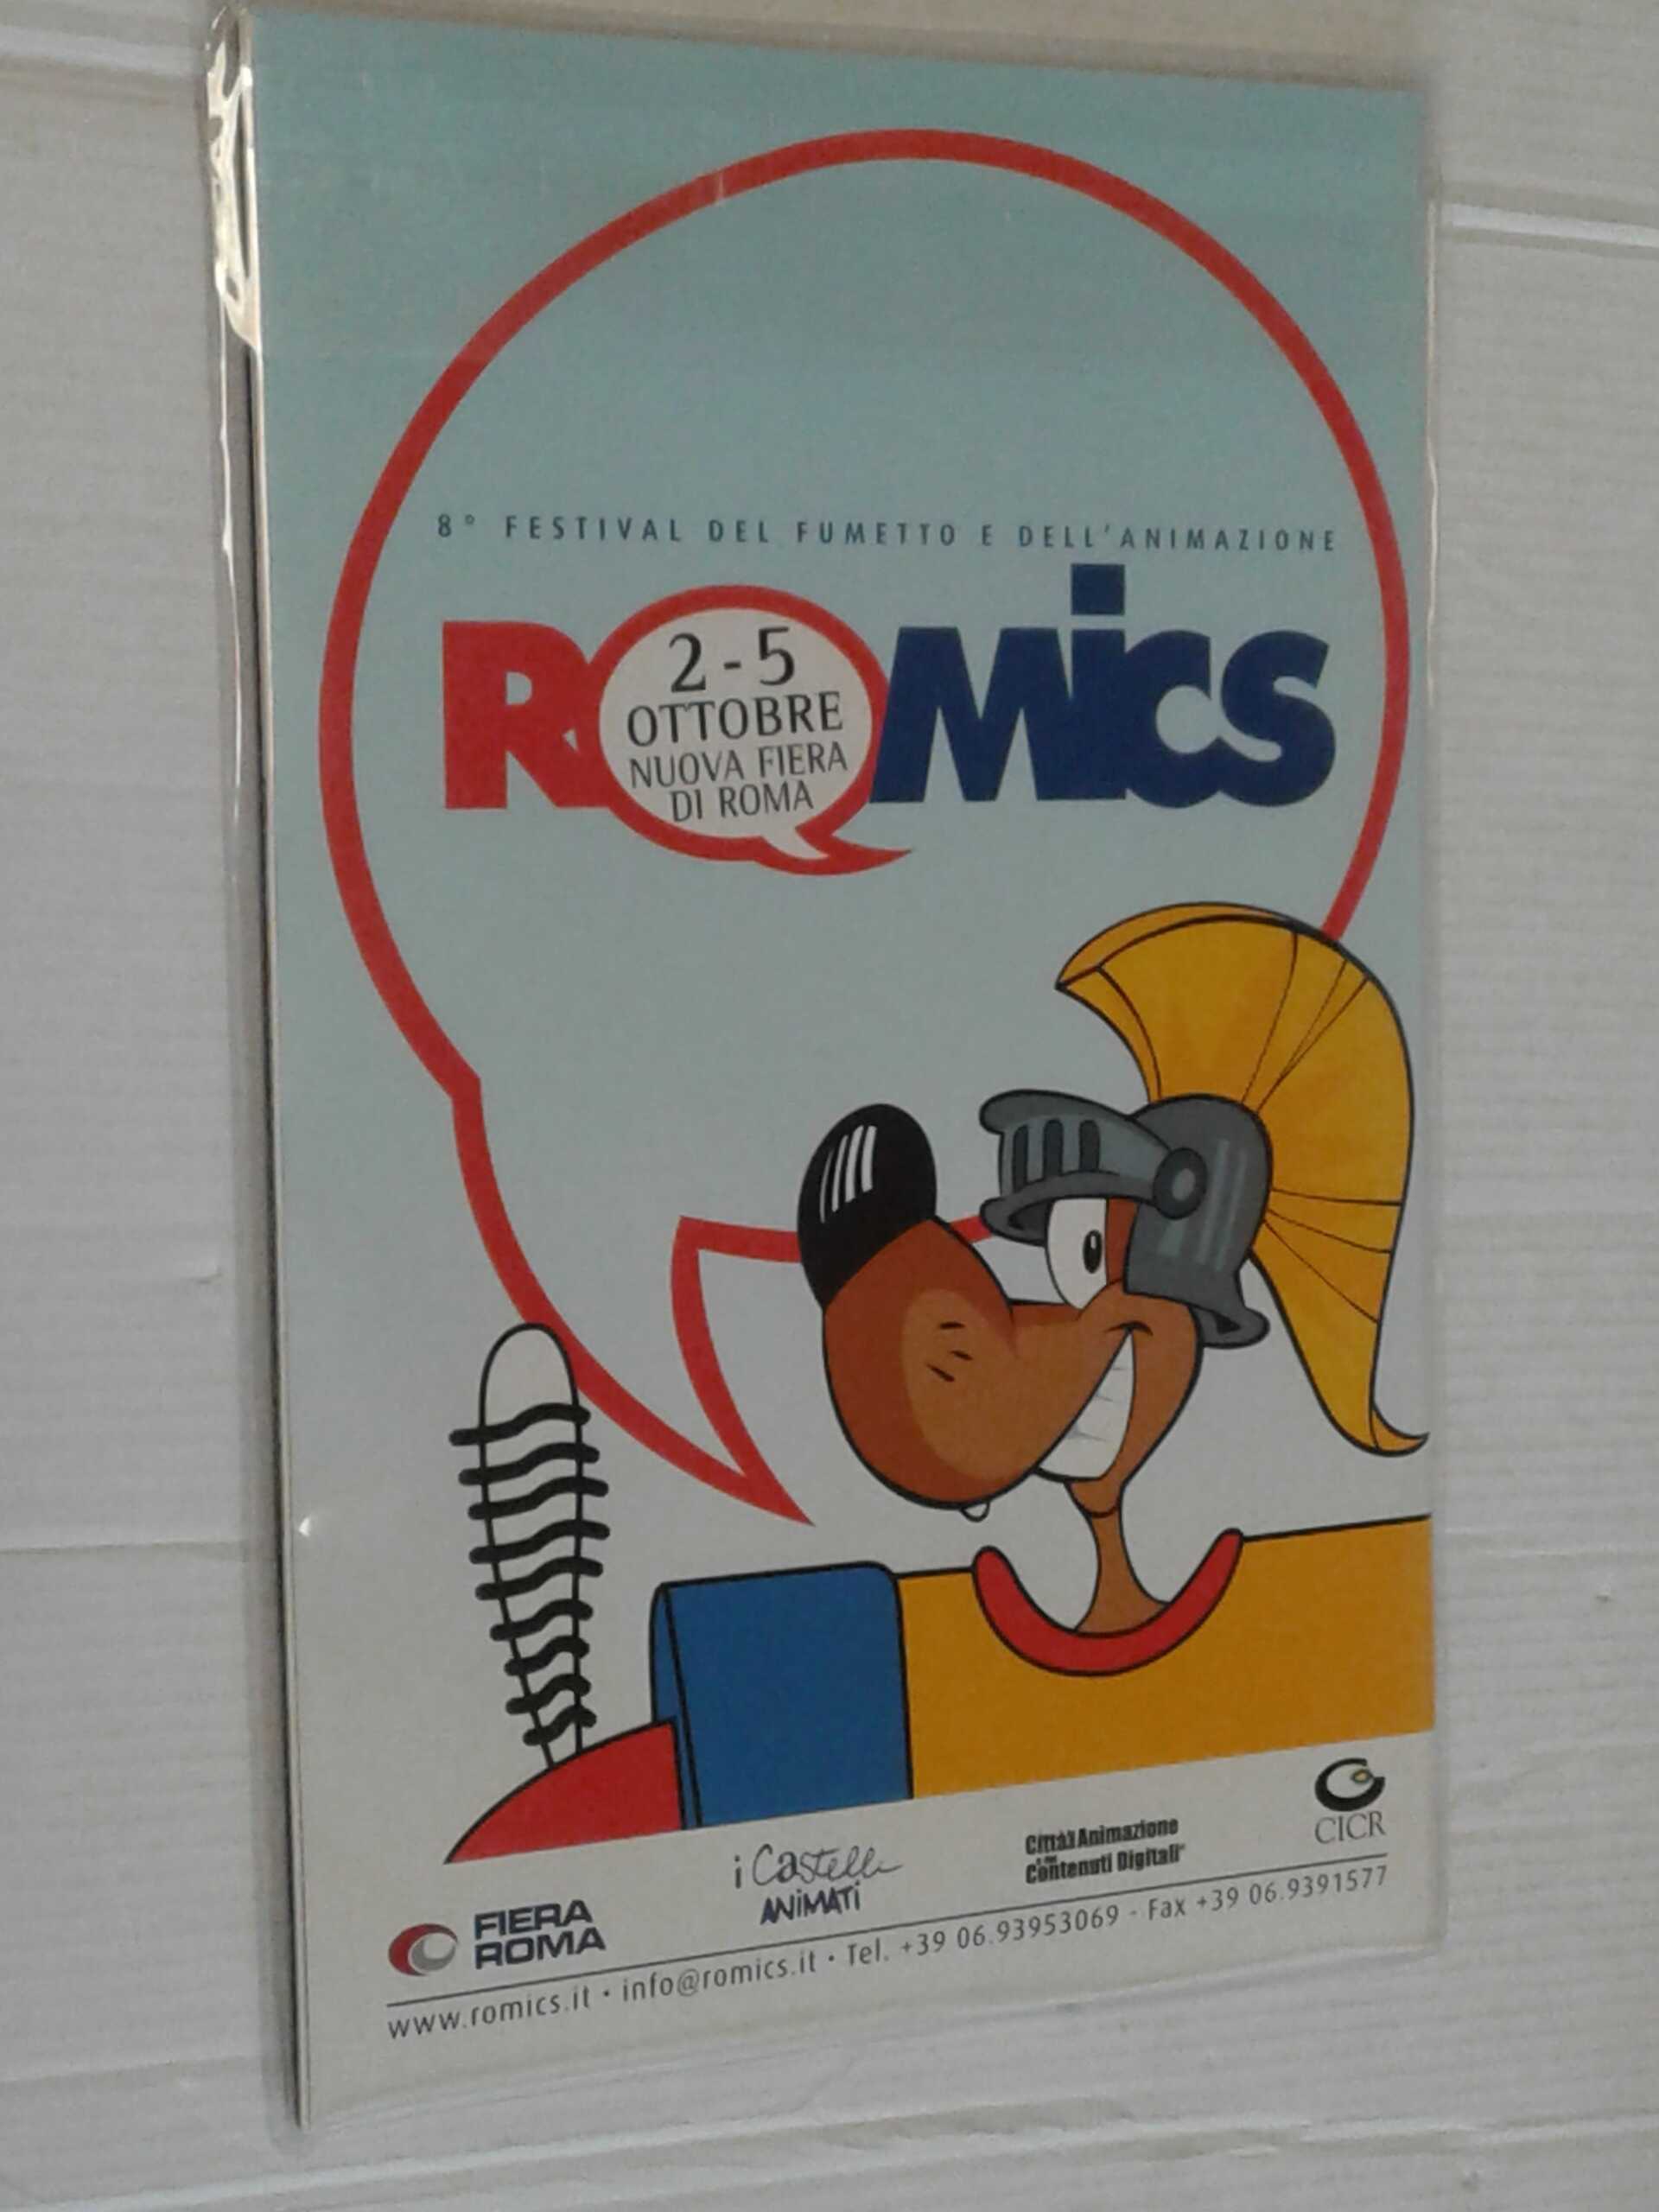 8° FESTIVAL DEL FUMETTO E DELL'ANIMAZIONE
ROMICS
2-5
OTTOBRE
NUOVA FIERA
DI ROMA
FIERA
ROMA
i Castelli
ANiMATi
Città Animazione
Contenuti Digitali
CICR
www.romics.it • info@romics.it • Tel. +39 06.93953069 - Fax +39 06.9391577